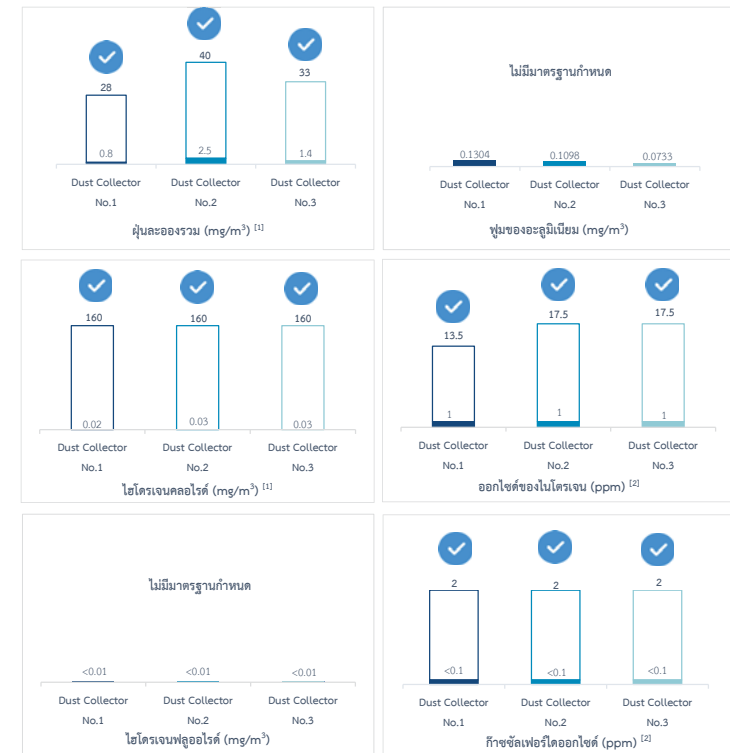 28
40
33
0.8
2.5
1.4
Dust Collector No.1
Dust Collector No.2
Dust Collector No.3
ฝุ่นละอองรวม (mg/m³) [1]
ไม่มีมาตรฐานกำหนด
0.1304
0.1098
0.0733
Dust Collector No.1
Dust Collector No.2
Dust Collector No.3
ฟูมของอะลูมิเนียม (mg/m³)
160
160
160
0.02
0.03
0.03
Dust Collector No.1
Dust Collector No.2
Dust Collector No.3
ไฮโดรเจนคลอไรด์ (mg/m³) [1]
13.5
17.5
17.5
1
1
1
Dust Collector No.1
Dust Collector No.2
Dust Collector No.3
ออกไซด์ของไนโตรเจน (ppm) [2]
ไม่มีมาตรฐานกำหนด
<0.01
<0.01
<0.01
Dust Collector No.1
Dust Collector No.2
Dust Collector No.3
ไฮโดรเจนฟลูออไรด์ (mg/m³)
2
2
2
<0.1
<0.1
<0.1
Dust Collector No.1
Dust Collector No.2
Dust Collector No.3
ก๊าซซัลเฟอร์ไดออกไซด์ (ppm) [2]